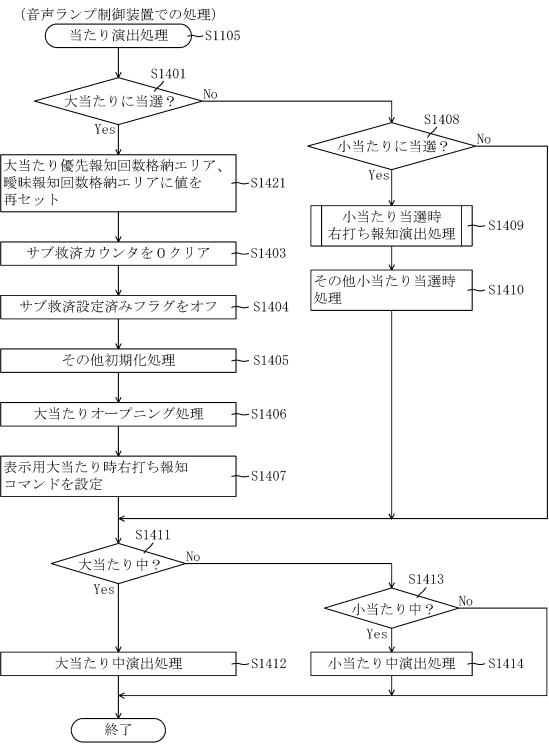 (音声ランプ制御装置での処理)
当たり演出処理
S1105
S1401
大当たりに当選？
No
Yes
S1408
小当たりに当選？
No
Yes
大当たり優先報知回数格納エリア、
曖昧報知回数格納エリアに値を
再セット
S1421
小当たり当選時
右打ち報知演出処理
S1409
サブ救済カウンタを０クリア
S1403
その他小当たり当選時
処理
S1410
サブ救済設定済みフラグをオフ
S1404
その他初期化処理
S1405
大当たりオープニング処理
S1406
表示用大当たり時右打ち報知
コマンドを設定
S1407
S1411
大当たり中？
No
Yes
S1413
小当たり中？
No
Yes
大当たり中演出処理
S1412
小当たり中演出処理
S1414
終了